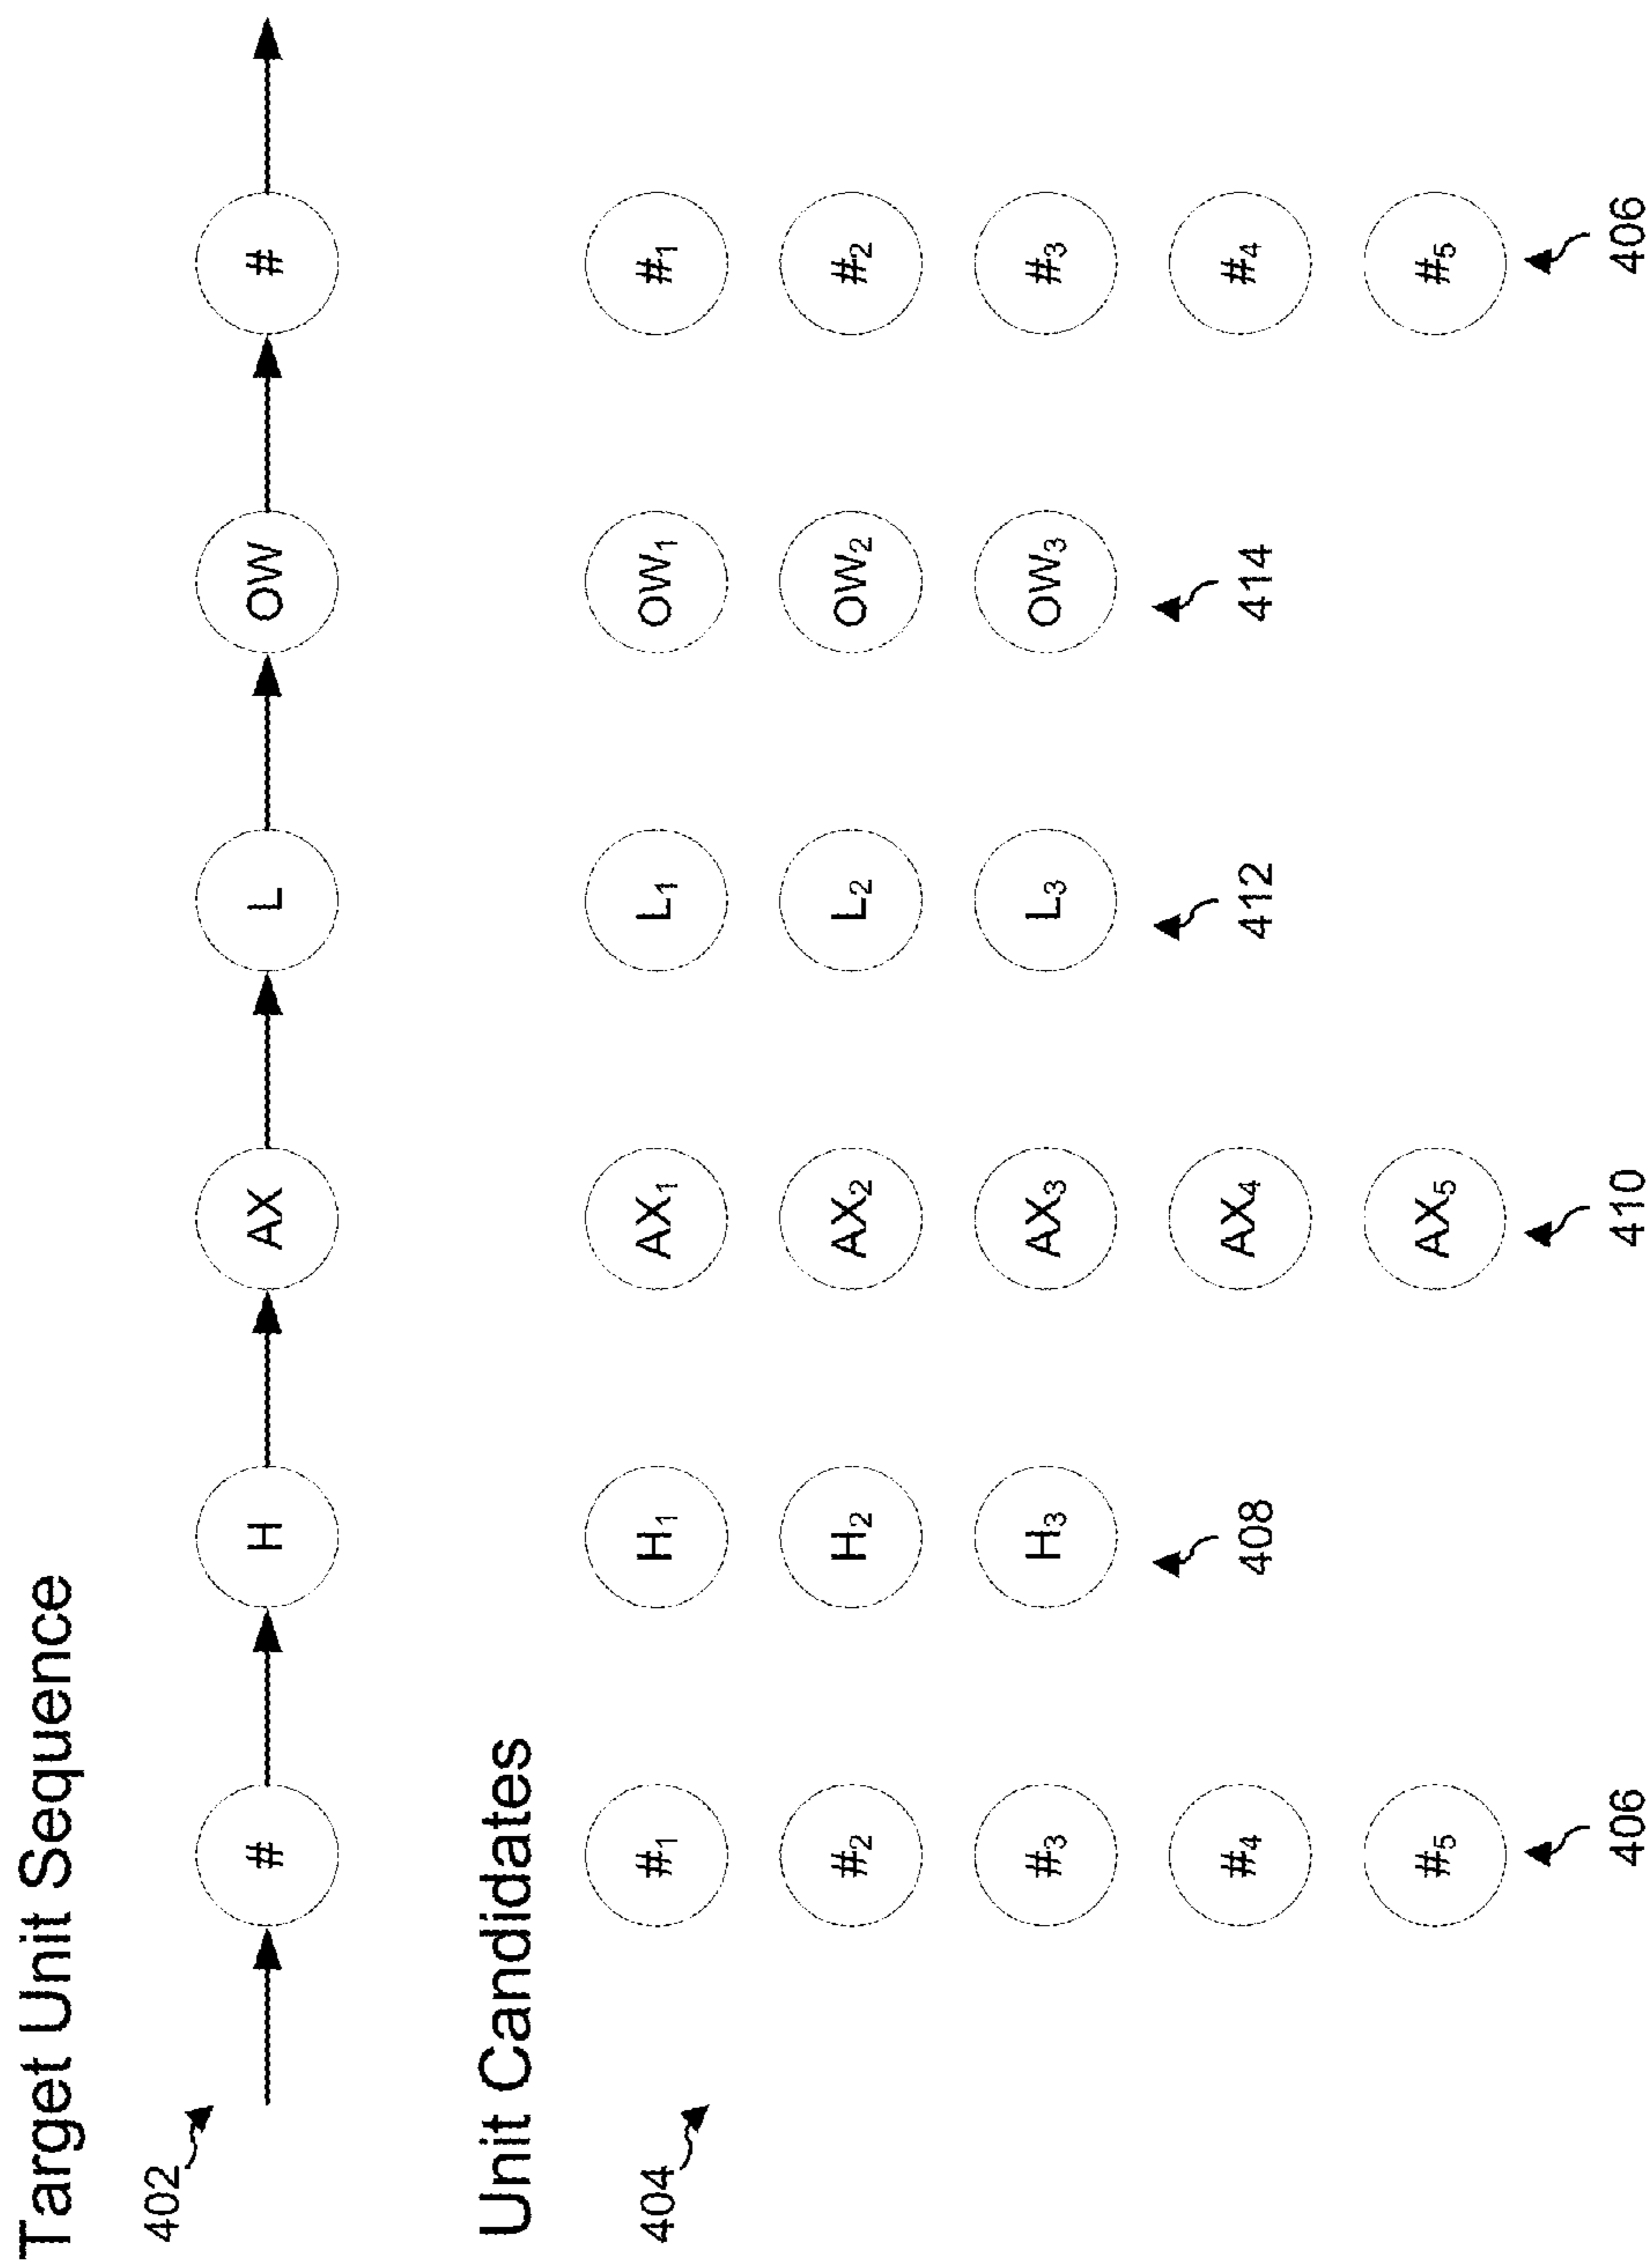 Target Unit Sequence
402
# H AX L OW #
Unit Candidates
404
#₁ H₁ AX₁ L₁ OW₁ #₁
#₂ H₂ AX₂ L₂ OW₂ #₂
#₃ H₃ AX₃ L₃ OW₃ #₃
#₄ AX₄ #₄
#₅ AX₅ #₅
408 412 414
406 410 406